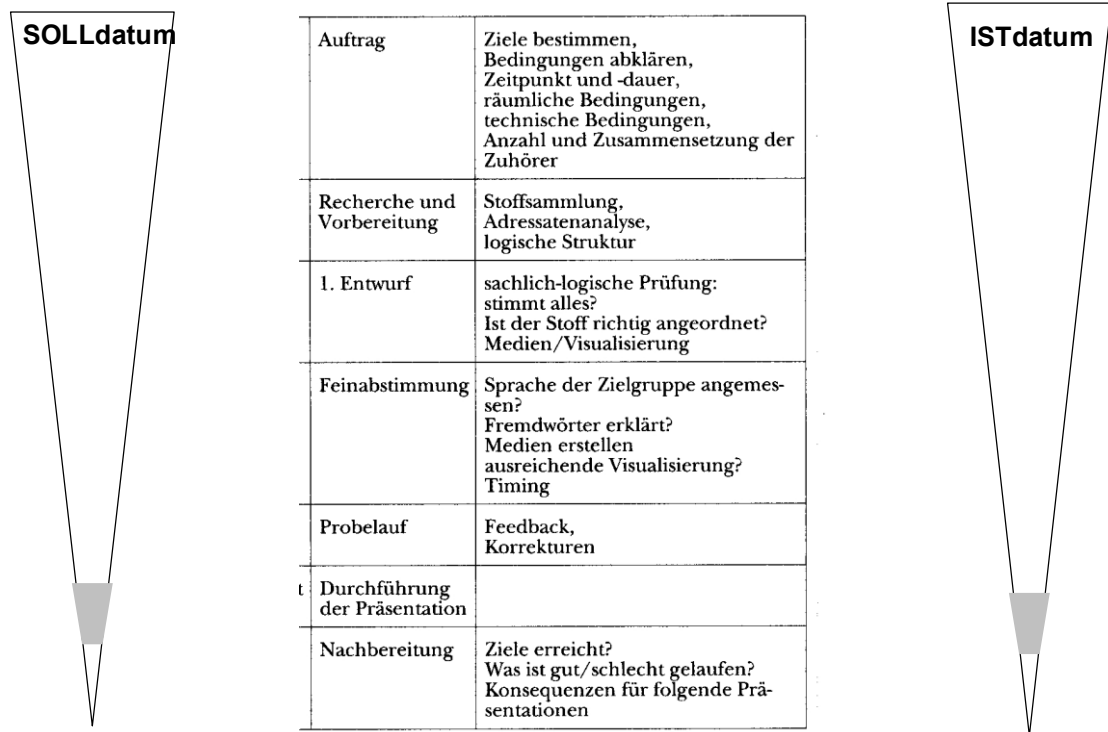 SOLLdatum
ISTdatum
Auftrag
Ziele bestimmen,
Bedingungen abklären,
Zeitpunkt und -dauer,
räumliche Bedingungen,
technische Bedingungen,
Anzahl und Zusammensetzung der
Zuhörer
Recherche und
Vorbereitung
Stoffsammlung,
Adressatenanalyse,
logische Struktur
1. Entwurf
sachlich-logische Prüfung:
stimmt alles?
Ist der Stoff richtig angeordnet?
Medien/Visualisierung
Feinabstimmung
Sprache der Zielgruppe angemes-
sen?
Fremdwörter erklärt?
Medien erstellen
ausreichende Visualisierung?
Timing
Probelauf
Feedback,
Korrekturen
t
Durchführung
der Präsentation
Nachbereitung
Ziele erreicht?
Was ist gut/schlecht gelaufen?
Konsequenzen für folgende Prä-
sentationen